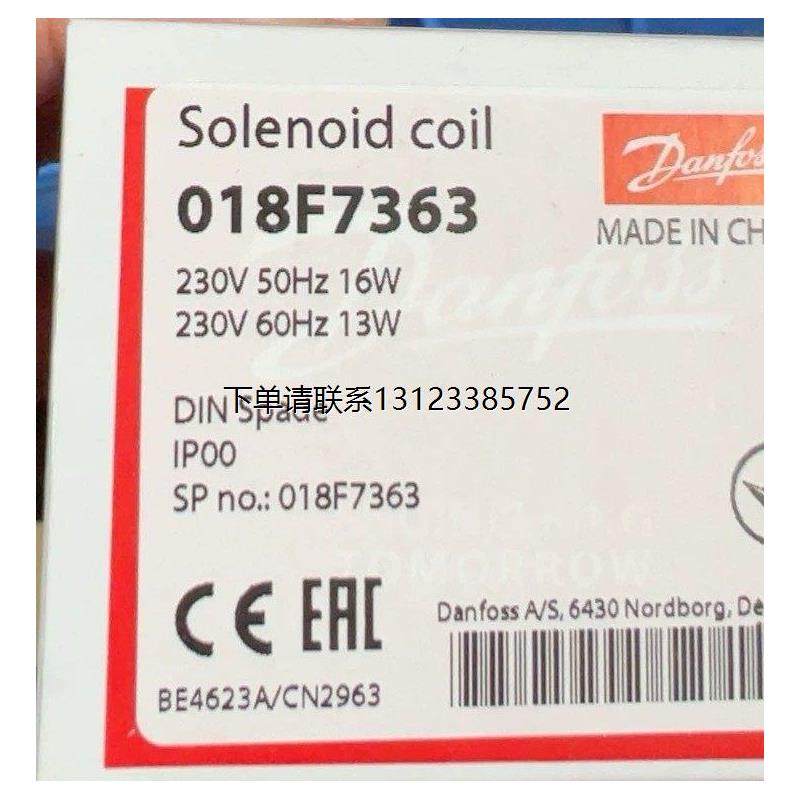 Solenoid coil
Danfoss
018F7363
MADE IN CH
230V 50Hz 16W
Danfoss
230V 60Hz 13W
下单请联系13123385752
DIN Spade
IP00
SP no.: 018F7363
TOMORROW
CE EAC
Danfoss A/S, 6430 Nordborg, De
BE4623A/CN2963